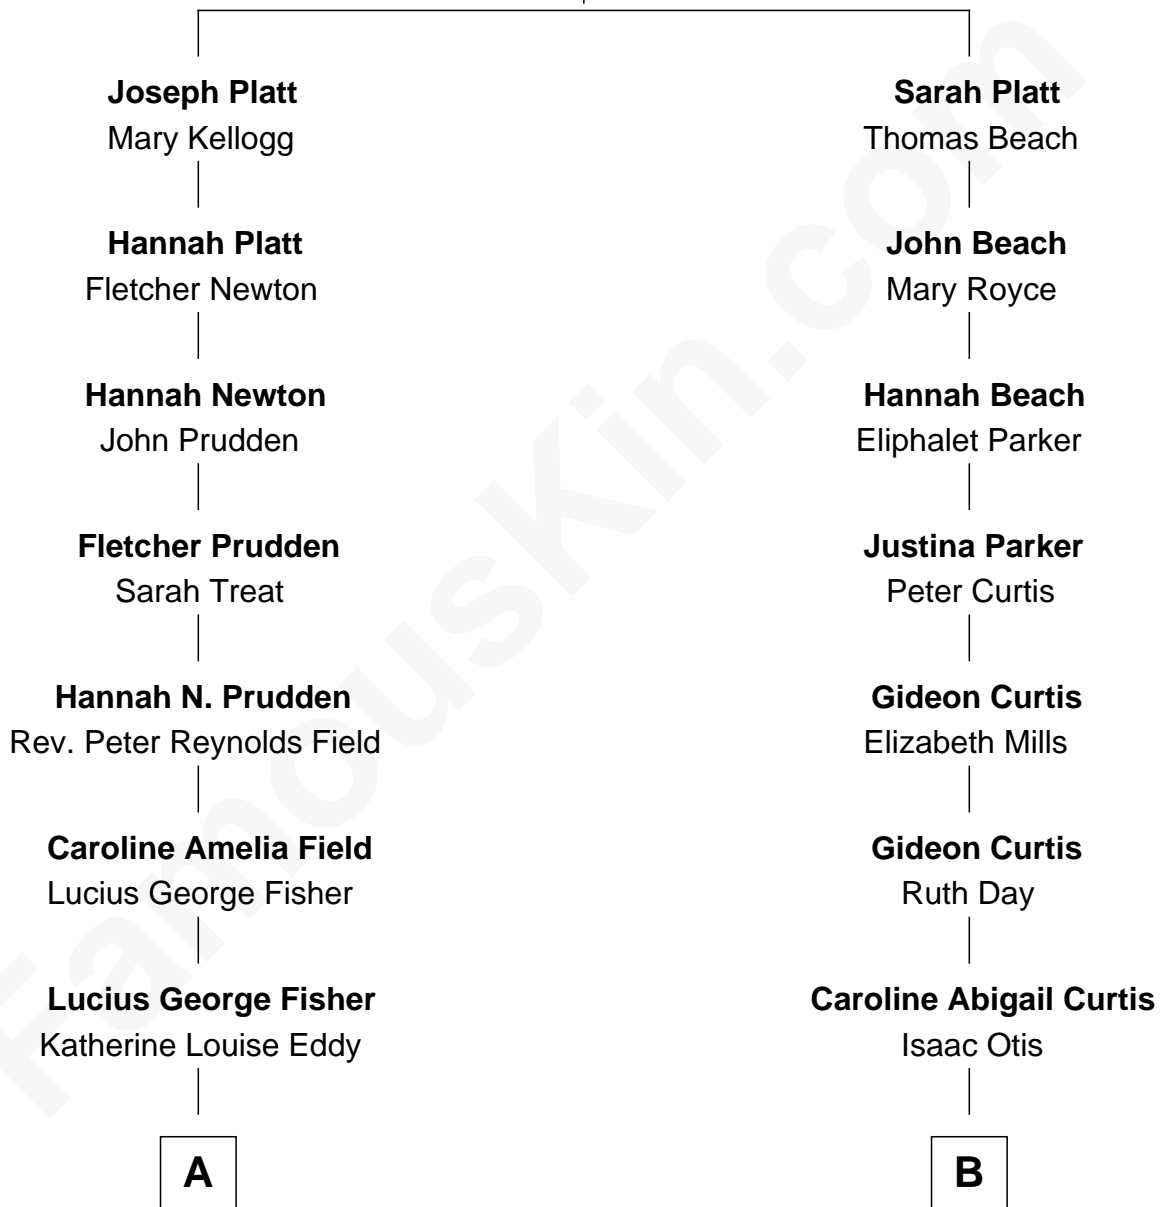 Joseph Platt
Mary Kellogg
Hannah Platt
Fletcher Newton
Hannah Newton
John Prudden
Fletcher Prudden
Sarah Treat
Hannah N. Prudden
Rev. Peter Reynolds Field
Caroline Amelia Field
Lucius George Fisher
Lucius George Fisher
Katherine Louise Eddy
A
Sarah Platt
Thomas Beach
John Beach
Mary Royce
Hannah Beach
Eliphalet Parker
Justina Parker
Peter Curtis
Gideon Curtis
Elizabeth Mills
Gideon Curtis
Ruth Day
Caroline Abigail Curtis
Isaac Otis
B
FamousKin.com